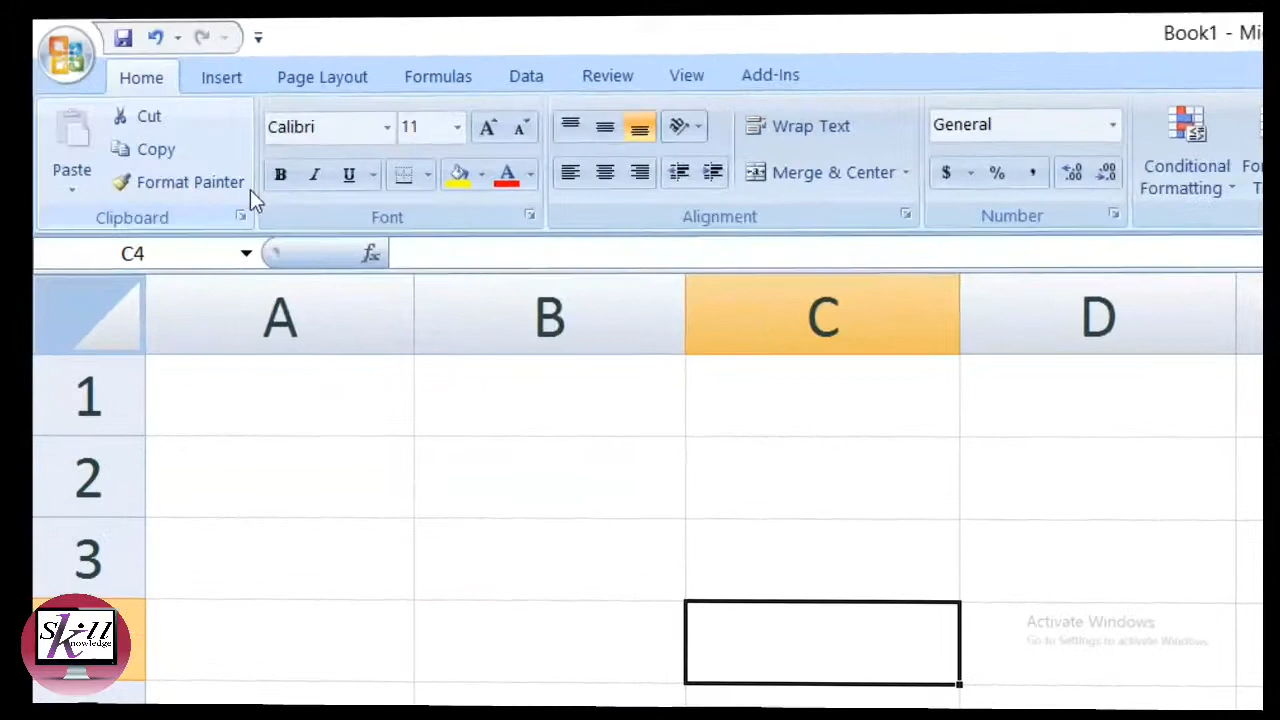 Book1 - Mi
Home Insert Page Layout Formulas Data Review View Add-Ins
Cut
Calibri 11 Wrap Text General
Copy
Paste Format Painter B I U A Merge & Center $ % , Conditional
Formatting
Clipboard Font Alignment Number
C4 fx
A B C D
1
2
3
Skill
knowledge
Activate Windows
Go to Settings to activate Windows.